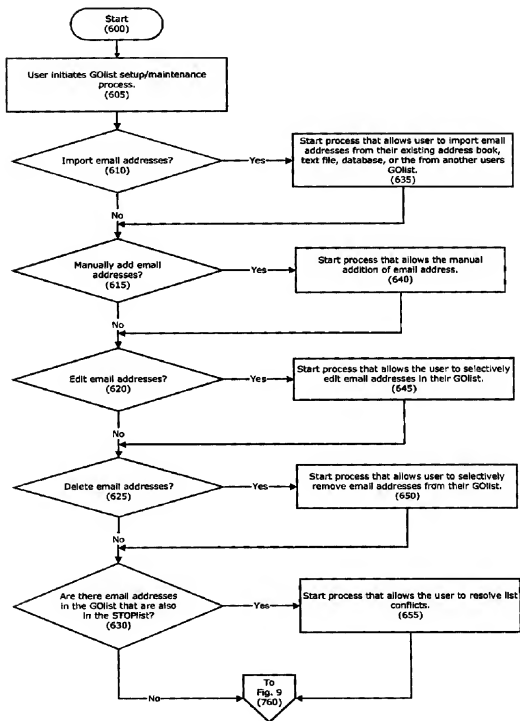 Start
(600)
User initiates GOlist setup/maintenance
process.
(605)
Import email addresses?
(610)
Yes
Start process that allows user to import email
addresses from their existing address book,
text file, database, or the from another users
GOlist.
(635)
No
Manually add email
addresses?
(615)
Yes
Start process that allows the manual
addition of email address.
(640)
No
Edit email addresses?
(620)
Yes
Start process that allows the user to selectively
edit email addresses in their GOlist.
(645)
No
Delete email addresses?
(625)
Yes
Start process that allows user to selectively
remove email addresses from their GOlist.
(650)
No
Are there email addresses
in the GOlist that are also
in the STOPlist?
(630)
Yes
Start process that allows the user to resolve list
conflicts.
(655)
No
To
Fig. 9
(760)